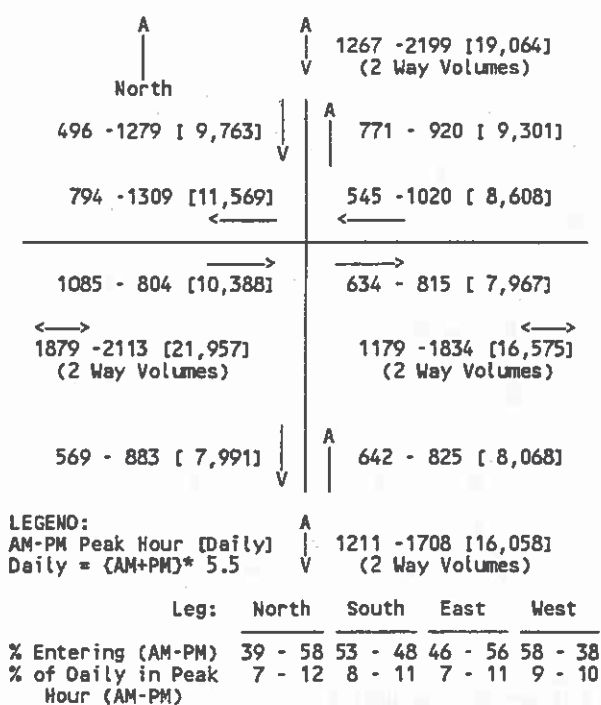 A
North
A
V
1267 -2199 [19,064]
(2 Way Volumes)
496 -1279 [ 9,763]
V
A
771 - 920 [ 9,301]
794 -1309 [11,569]
<——
545 -1020 [ 8,608]
<——
——>
1085 - 804 [10,388]
——>
634 - 815 [ 7,967]
<——>
1879 -2113 [21,957]
(2 Way Volumes)
<——>
1179 -1834 [16,575]
(2 Way Volumes)
569 - 883 [ 7,991]
V
A
642 - 825 [ 8,068]
LEGEND:
AM-PM Peak Hour [Daily]
Daily = {AM+PM}* 5.5
A
V
1211 -1708 [16,058]
(2 Way Volumes)
Leg: North South East West
% Entering (AM-PM) 39 - 58 53 - 48 46 - 56 58 - 38
% of Daily in Peak 7 - 12 8 - 11 7 - 11 9 - 10
Hour (AM-PM)